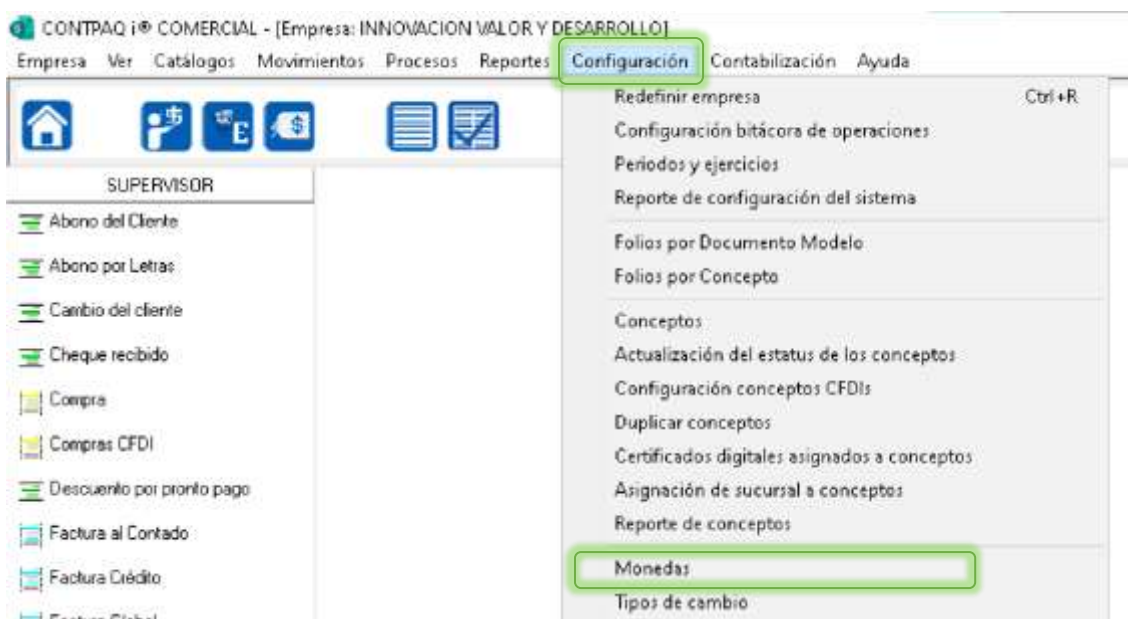 CONTPAQ i® COMERCIAL - [Empresa: INNOVACION VALOR Y DESARROLLO]
Empresa Ver Catálogos Movimientos Procesos Reportes Configuración Contabilización Ayuda
SUPERVISOR
Abono del Cliente
Abono por Letras
Cambio del cliente
Cheque recibido
Compra
Compras CFDI
Descuento por pronto pago
Factura al Contado
Factura Crédito
Redefinir empresa Ctrl+R
Configuración bitácora de operaciones
Periodos y ejercicios
Reporte de configuración del sistema
Folios por Documento Modelo
Folios por Concepto
Conceptos
Actualización del estatus de los conceptos
Configuración conceptos CFDIs
Duplicar conceptos
Certificados digitales asignados a conceptos
Asignación de sucursal a conceptos
Reporte de conceptos
Monedas
Tipos de cambio